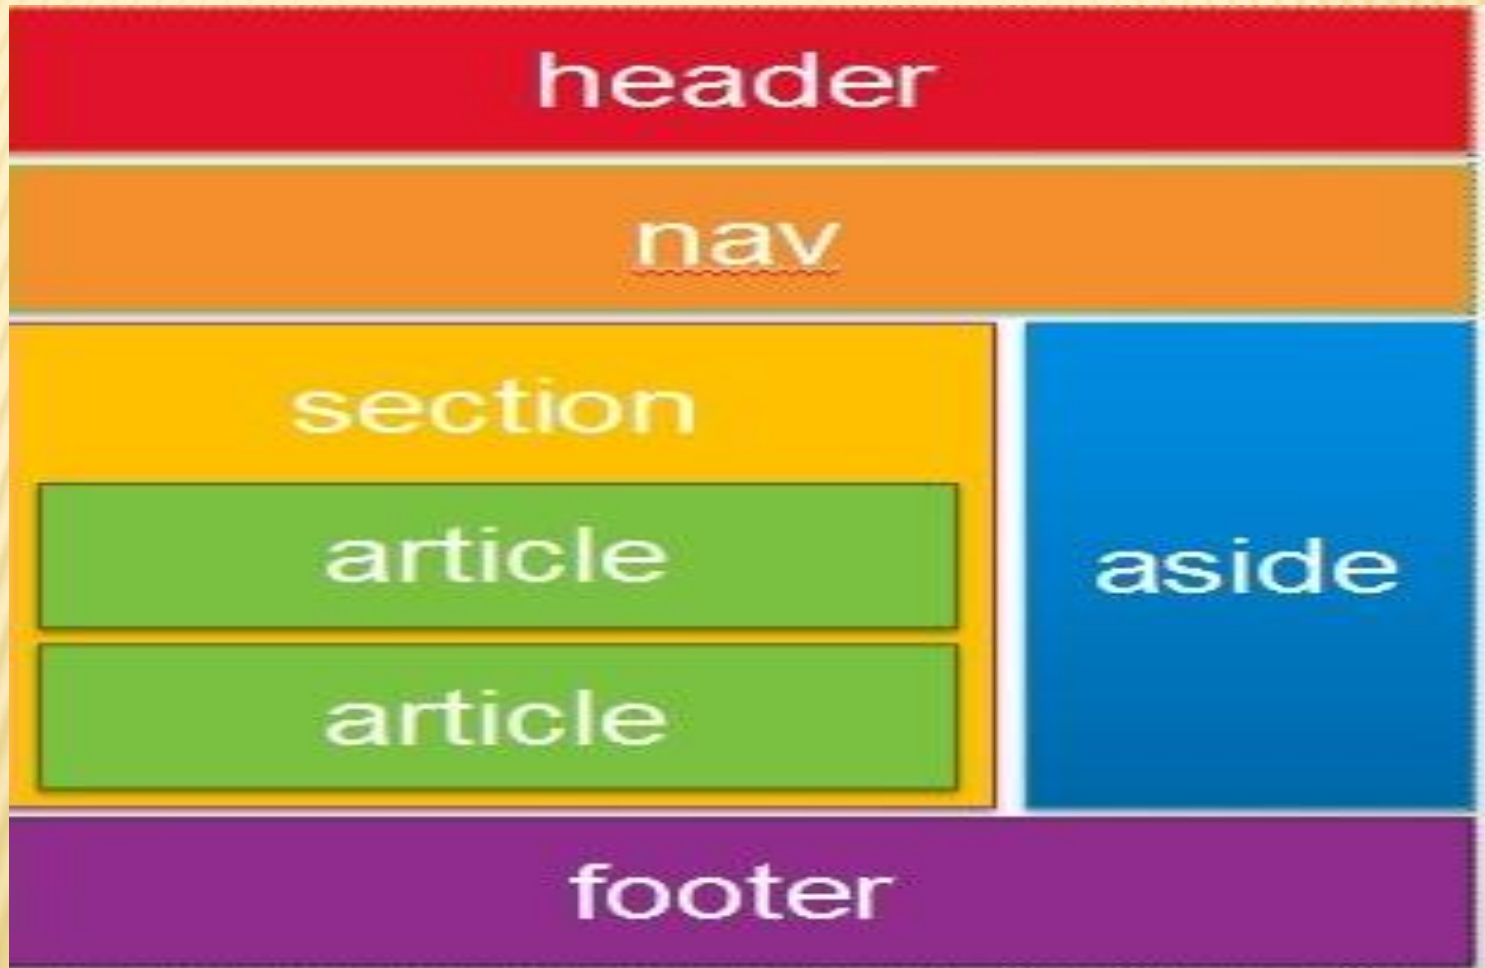 header
nav
section
article
article
aside
footer